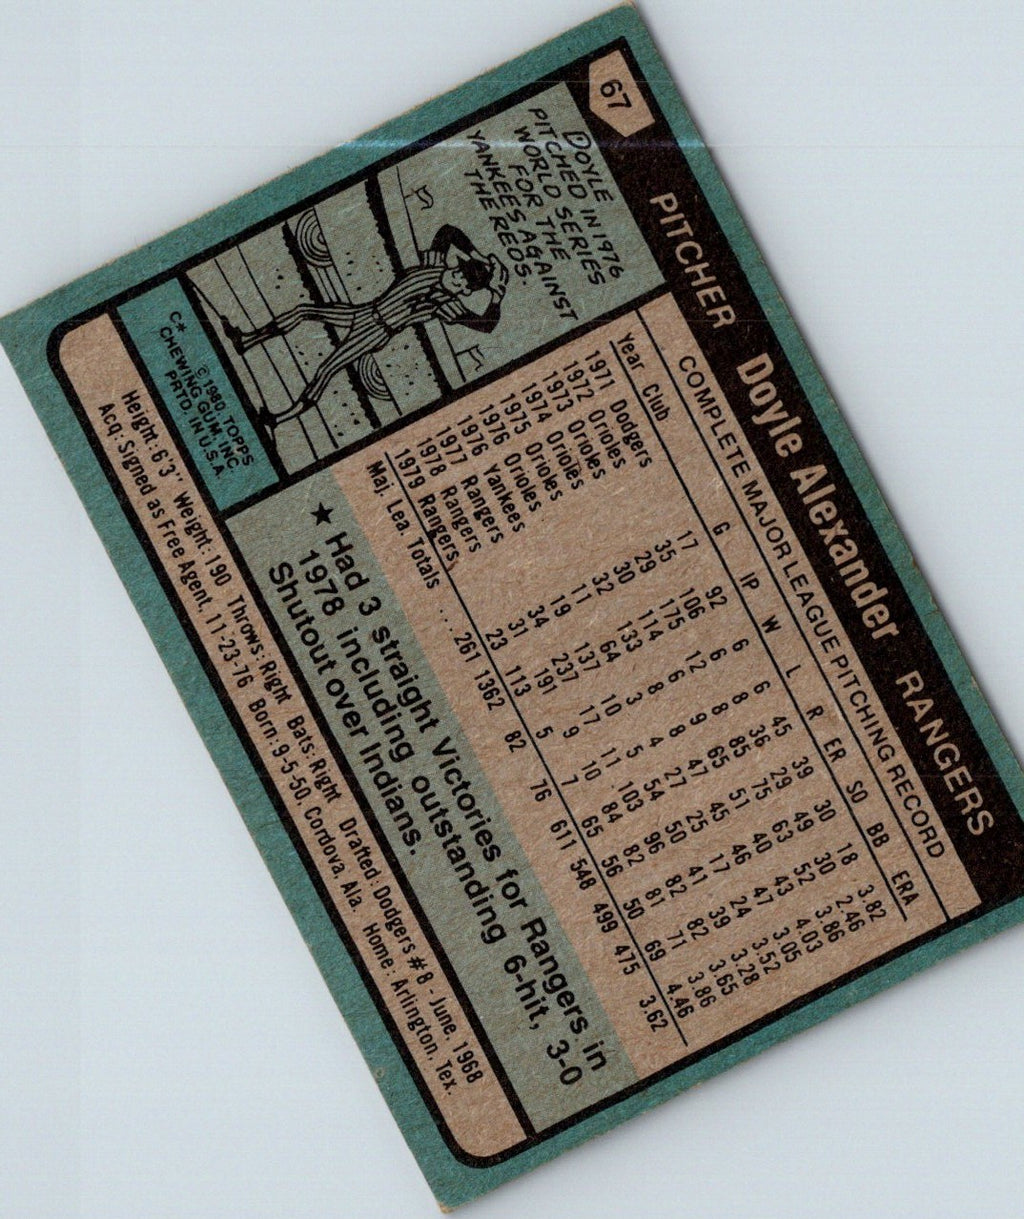 67 PITCHER Doyle Alexander RANGERS
DOYLE IN 1976
PITCHED SERIES
WORLD THE
FOR AGAINST
YANKEES
THE REDS.
COMPLETE MAJOR LEAGUE PITCHING RECORD
Year Club G IP W L R ER SO BB ERA
1971 Dodgers 17 92 6 6 45 39 30 18 3.82
1972 Orioles 35 106 6 8 36 29 49 30 2.46
1973 Orioles 29 175 12 8 85 75 63 52 3.86
1974 Orioles 30 114 6 9 65 51 40 43 4.03
1975 Orioles 32 133 8 8 47 45 46 47 3.05
1976 Orioles 11 64 3 4 27 25 17 24 3.52
1976 Yankees 19 137 10 5 54 50 41 39 3.28
1977 Rangers 34 237 17 11 103 96 82 82 3.65
1978 Rangers 31 191 9 10 84 82 81 71 3.86
1979 Rangers 23 113 5 7 65 56 50 69 4.46
Maj. Lea. Totals ... 261 1362 82 76 611 548 499 475 3.62
★ Had 3 straight Victories for Rangers in
1978 including outstanding 6-hit, 3-0
Shutout over Indians.
C* © 1980 TOPPS
CHEWING GUM, INC.
PRTD. IN U.S.A.
Height: 6'3" Weight: 190 Throws: Right Bats: Right Drafted: Dodgers #8 - June, 1968
Acq: Signed as Free Agent, 11-23-76 Born: 9-5-50, Cordova, Ala. Home: Arlington, Tex.